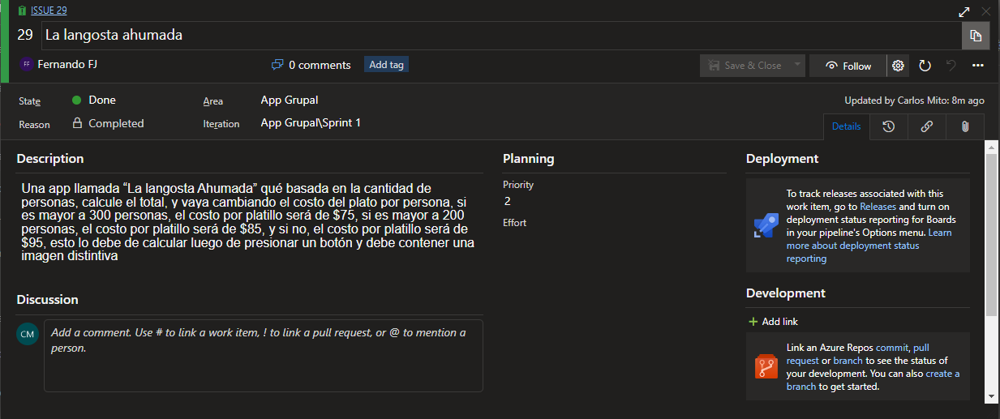 ISSUE 29
29 La langosta ahumada
FF Fernando FJ
0 comments
Add tag
Save & Close
Follow
State
Done
Area
App Grupal
Updated by Carlos Mito: 8m ago
Reason
Completed
Iteration
App Grupal\Sprint 1
Details
Description
Una app llamada “La langosta Ahumada” qué basada en la cantidad de
personas, calcule el total, y vaya cambiando el costo del plato por persona, si
es mayor a 300 personas, el costo por platillo será de $75, si es mayor a 200
personas, el costo por platillo será de $85, y si no, el costo por platillo será de
$95, esto lo debe de calcular luego de presionar un botón y debe contener una
imagen distintiva
Discussion
CM
Add a comment. Use # to link a work item, ! to link a pull request, or @ to mention a
person.
Planning
Priority
2
Effort
Deployment
To track releases associated with this
work item, go to Releases and turn on
deployment status reporting for Boards
in your pipeline's Options menu. Learn
more about deployment status
reporting
Development
Add link
Link an Azure Repos commit, pull
request or branch to see the status of
your development. You can also create a
branch to get started.